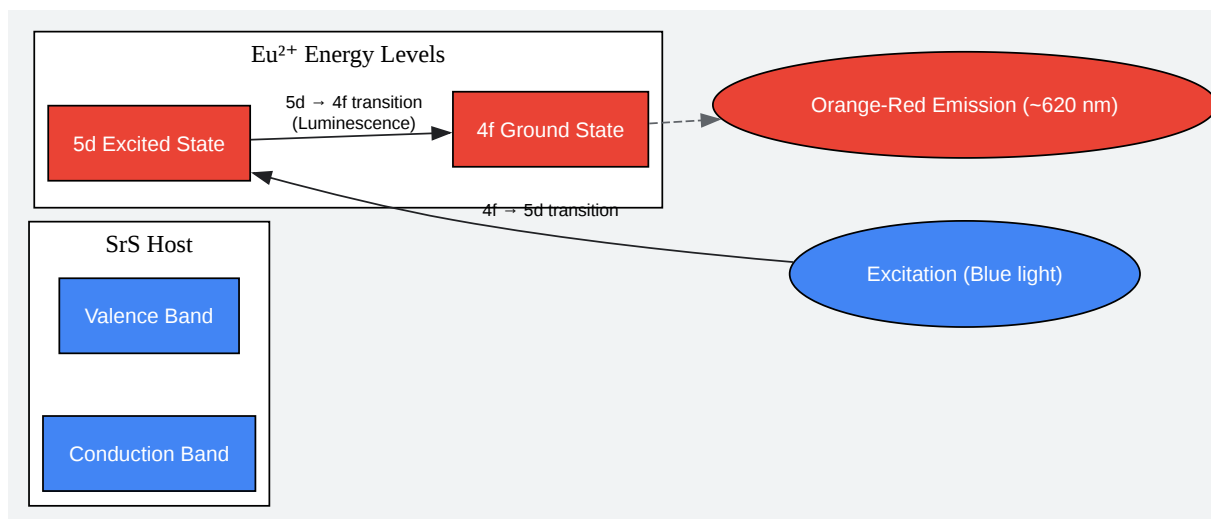 Eu²⁺ Energy Levels
5d → 4f transition
(Luminescence)
5d Excited State
4f Ground State
Orange-Red Emission (~620 nm)
4f → 5d transition
Excitation (Blue light)
SrS Host
Valence Band
Conduction Band